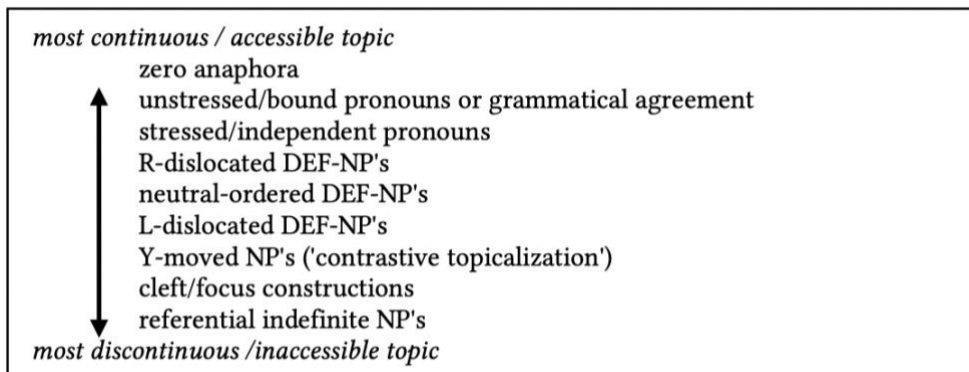 most continuous / accessible topic
zero anaphora
unstressed/bound pronouns or grammatical agreement
stressed/independent pronouns
R-dislocated DEF-NP's
neutral-ordered DEF-NP's
L-dislocated DEF-NP's
Y-moved NP's ('contrastive topicalization')
cleft/focus constructions
referential indefinite NP's
most discontinuous /inaccessible topic